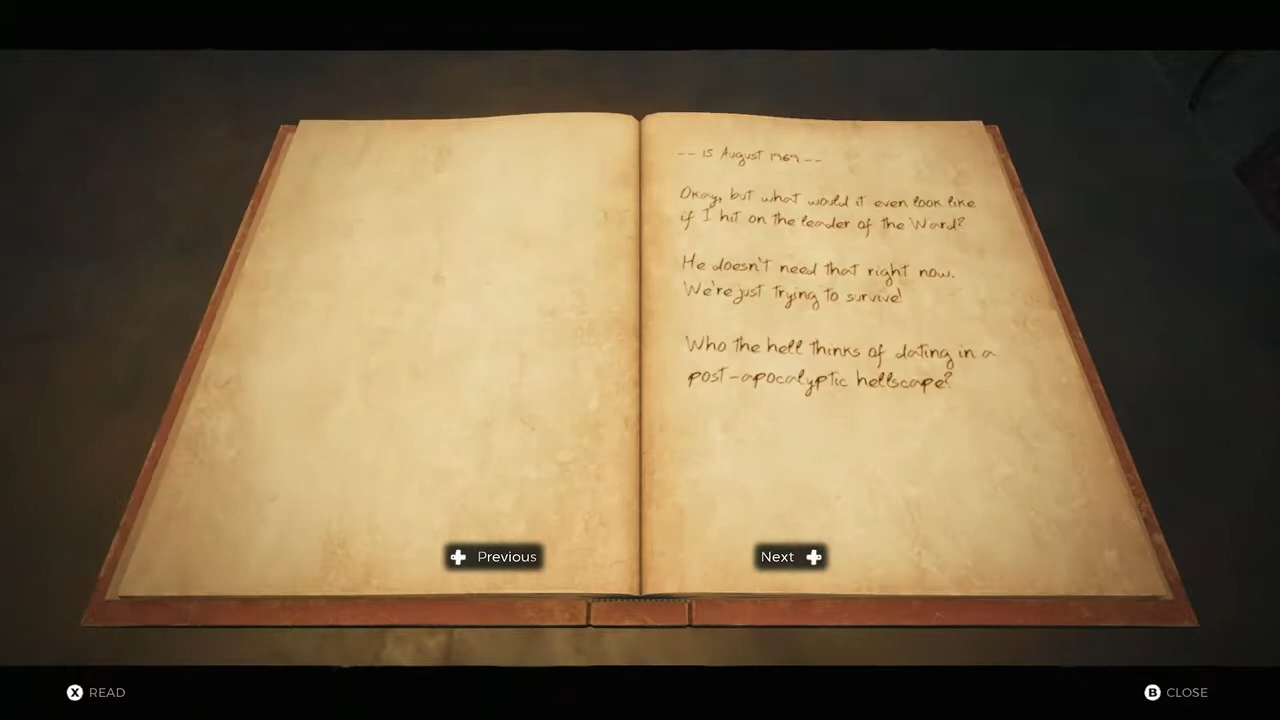 -- 15 August 1969 --
Okay, but what would it even look like
if I hit on the leader of the Ward?
He doesn't need that right now.
We're just trying to survive!
Who the hell thinks of dating in a
post-apocalyptic hellscape?
Previous
Next
X READ
B CLOSE